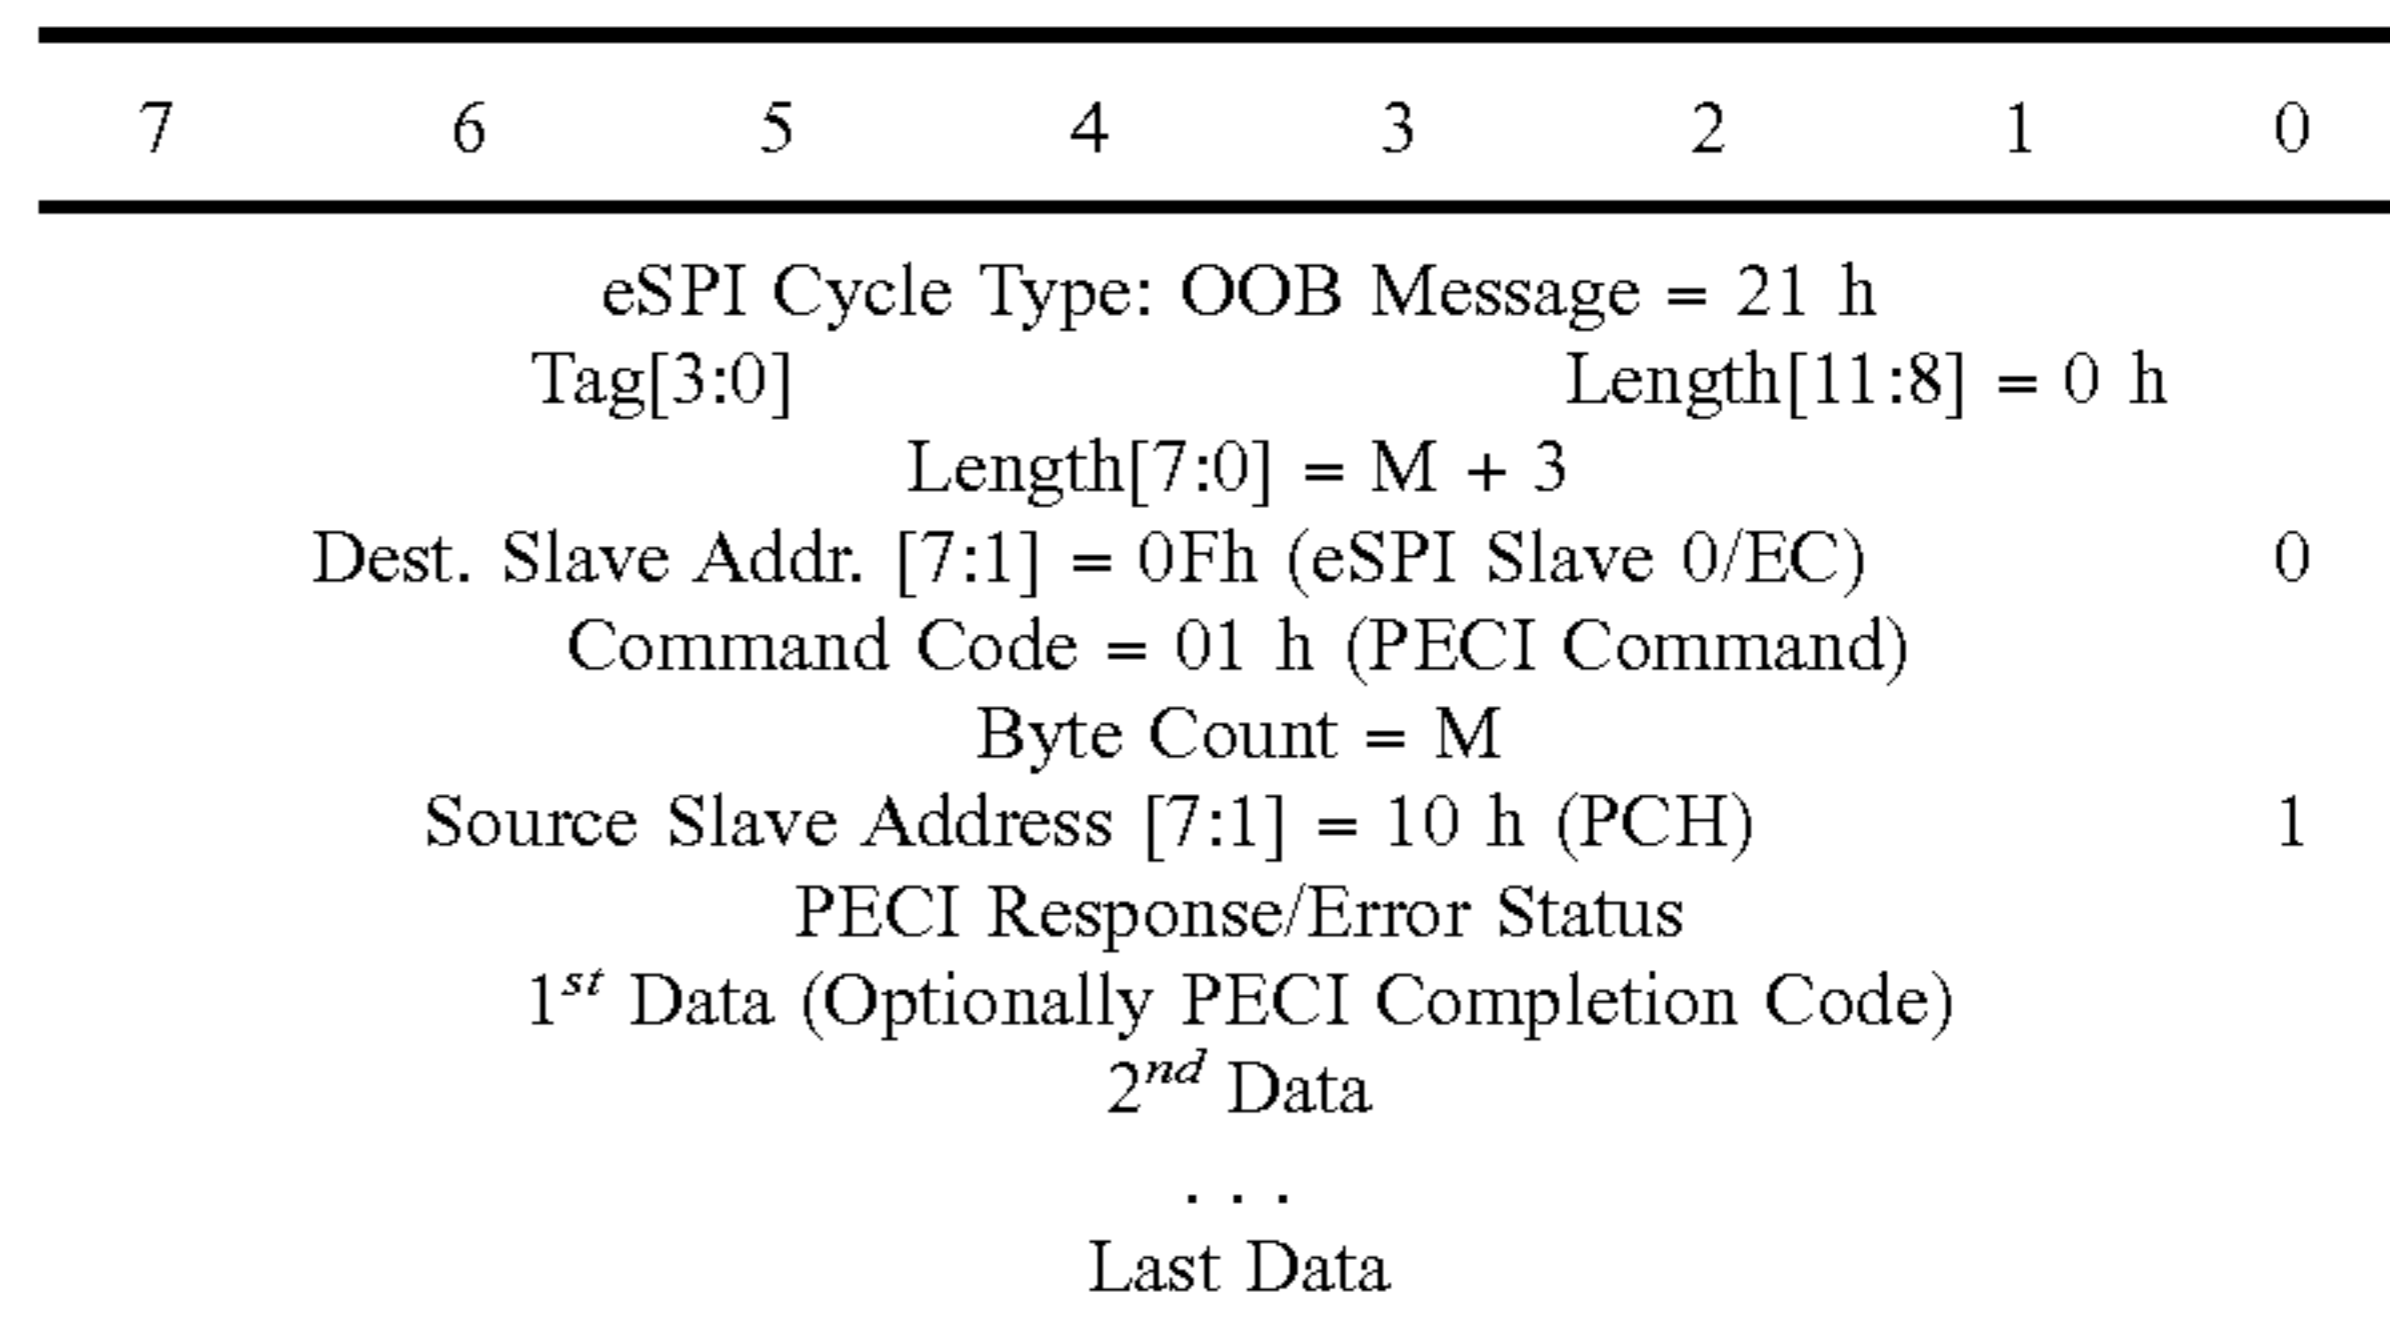 7 6 5 4 3 2 1 0
eSPI Cycle Type: OOB Message = 21 h
Tag[3:0] Length[11:8] = 0 h
Length[7:0] = M + 3
Dest. Slave Addr. [7:1] = 0Fh (eSPI Slave 0/EC) 0
Command Code = 01 h (PECI Command)
Byte Count = M
Source Slave Address [7:1] = 10 h (PCH) 1
PECI Response/Error Status
1st Data (Optionally PECI Completion Code)
2nd Data
. . .
Last Data